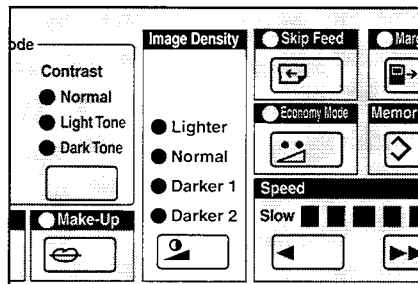 ode
Contrast
Normal
Light Tone
Dark Tone
Make-Up
Image Density
Lighter
Normal
Darker 1
Darker 2
Skip Feed
Marg
Economy Mode
Memor
Speed
Slow